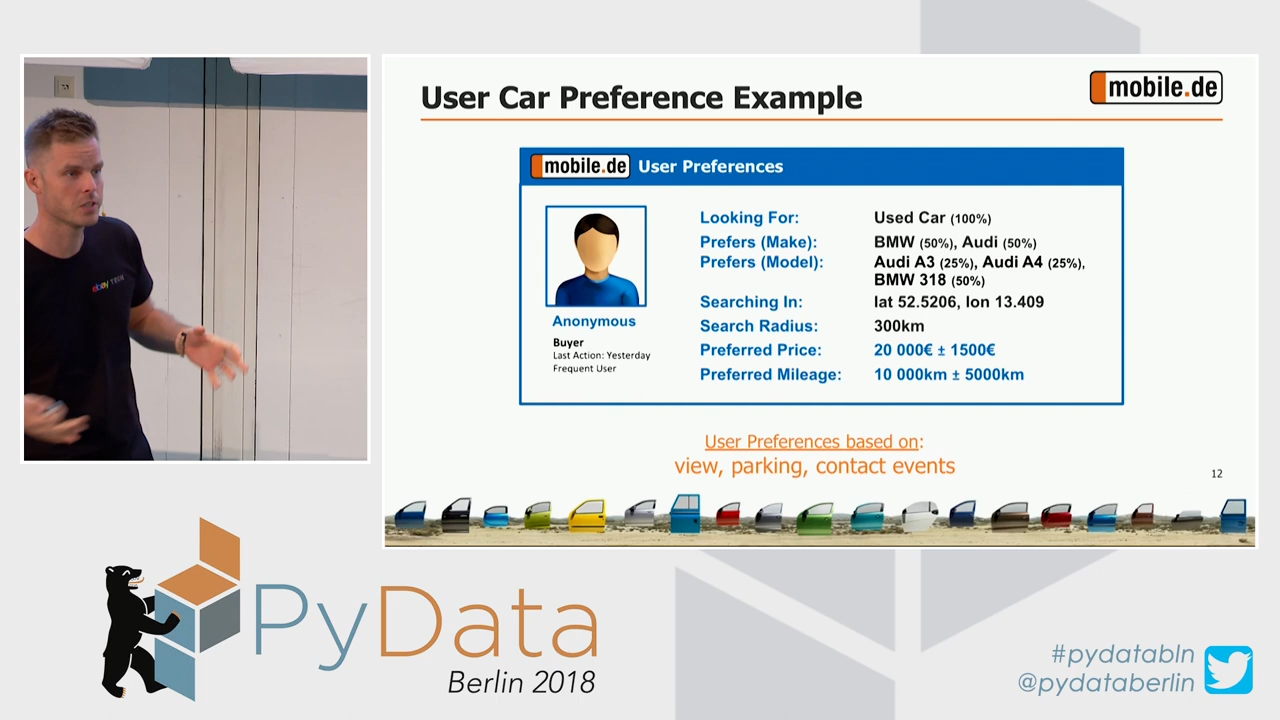 User Car Preference Example
mobile.de
mobile.de User Preferences
Looking For: Used Car (100%)
Prefers (Make): BMW (50%), Audi (50%)
Prefers (Model): Audi A3 (25%), Audi A4 (25%),
BMW 318 (50%)
Searching In: lat 52.5206, lon 13.409
Search Radius: 300km
Preferred Price: 20 000€ ± 1500€
Preferred Mileage: 10 000km ± 5000km
Anonymous
Buyer
Last Action: Yesterday
Frequent User
User Preferences based on:
view, parking, contact events
12
ebay TECH
PyData
Berlin 2018
#pydatabln
@pydataberlin